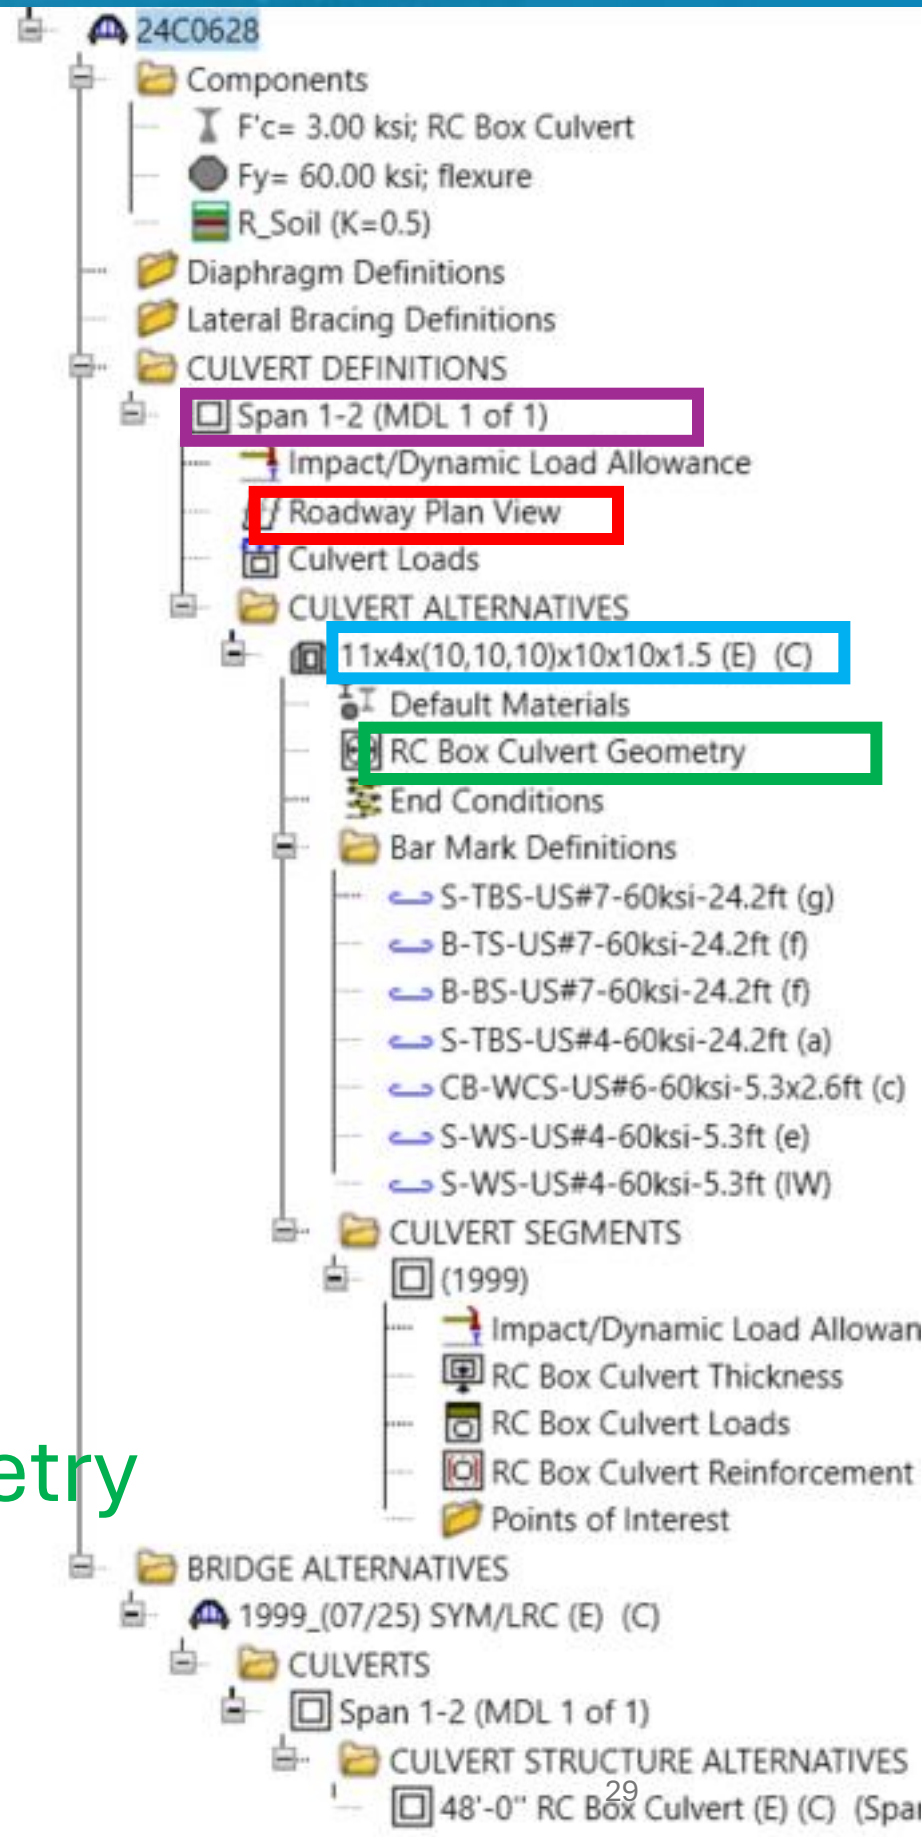 24C0628
Components
F'c= 3.00 ksi; RC Box Culvert
Fy= 60.00 ksi; flexure
R_Soil (K=0.5)
Diaphragm Definitions
Lateral Bracing Definitions
CULVERT DEFINITIONS
Span 1-2 (MDL 1 of 1)
Impact/Dynamic Load Allowance
Roadway Plan View
Culvert Loads
CULVERT ALTERNATIVES
11x4x(10,10,10)x10x10x1.5 (E) (C)
Default Materials
RC Box Culvert Geometry
End Conditions
Bar Mark Definitions
S-TBS-US#7-60ksi-24.2ft (g)
B-TS-US#7-60ksi-24.2ft (f)
B-BS-US#7-60ksi-24.2ft (f)
S-TBS-US#4-60ksi-24.2ft (a)
CB-WCS-US#6-60ksi-5.3x2.6ft (c)
S-WS-US#4-60ksi-5.3ft (e)
S-WS-US#4-60ksi-5.3ft (IW)
CULVERT SEGMENTS
(1999)
Impact/Dynamic Load Allowan
RC Box Culvert Thickness
RC Box Culvert Loads
etry
RC Box Culvert Reinforcement
Points of Interest
BRIDGE ALTERNATIVES
1999_(07/25) SYM/LRC (E) (C)
CULVERTS
Span 1-2 (MDL 1 of 1)
CULVERT STRUCTURE ALTERNATIVES
29
48'-0" RC Box Culvert (E) (C) (Spar